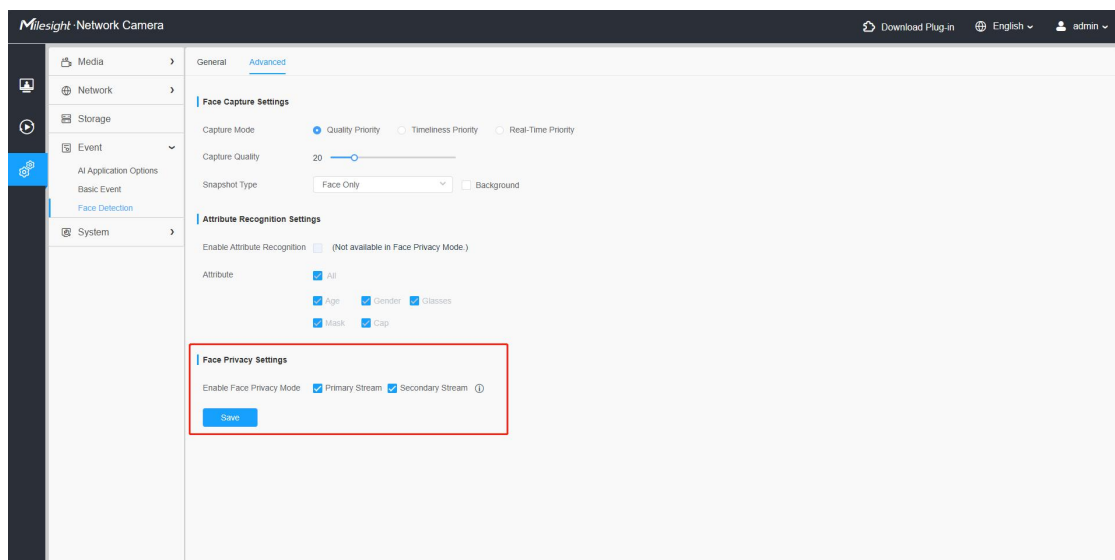 Milesight · Network Camera
Download Plug-in English admin
Media
Network
Storage
Event
AI Application Options
Basic Event
Face Detection
System
General Advanced
Face Capture Settings
Capture Mode Quality Priority Timeliness Priority Real-Time Priority
Capture Quality 20
Snapshot Type Face Only Background
Attribute Recognition Settings
Enable Attribute Recognition (Not available in Face Privacy Mode.)
Attribute All
Age Gender Glasses
Mask Cap
Face Privacy Settings
Enable Face Privacy Mode Primary Stream Secondary Stream
Save